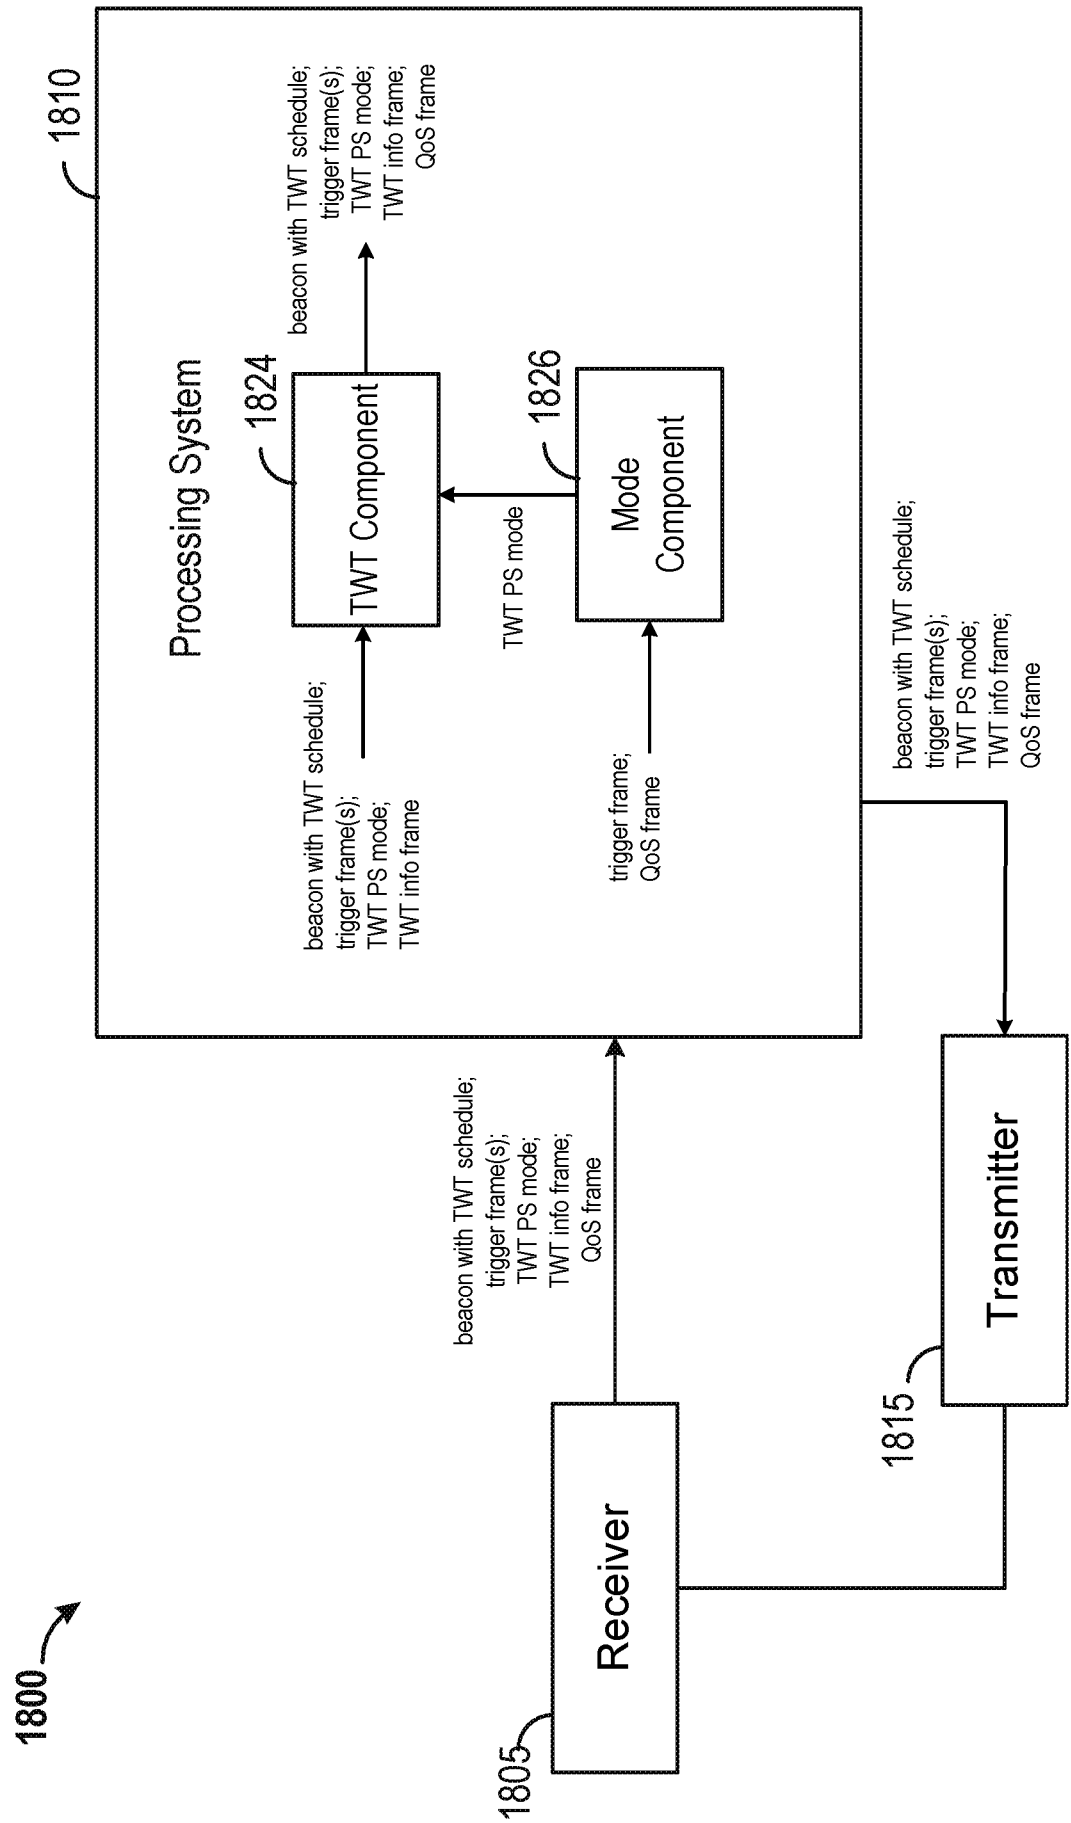 1800
1810
Processing System
1824
TWT Component
beacon with TWT schedule;
trigger frame(s);
TWT PS mode;
TWT info frame
beacon with TWT schedule;
trigger frame(s);
TWT PS mode;
TWT info frame;
QoS frame
TWT PS mode
1826
Mode
Component
trigger frame;
QoS frame
beacon with TWT schedule;
trigger frame(s);
TWT PS mode;
TWT info frame;
QoS frame
1805
Receiver
beacon with TWT schedule;
trigger frame(s);
TWT PS mode;
TWT info frame;
QoS frame
1815
Transmitter